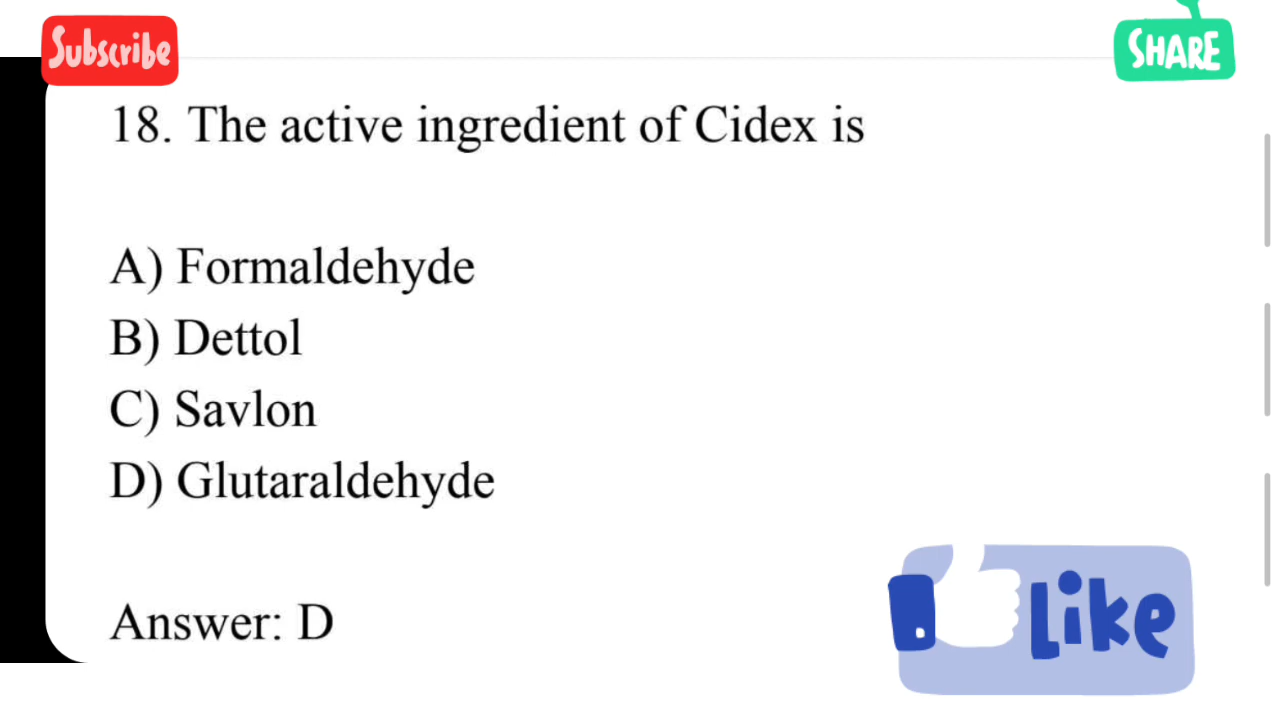 Subscribe
SHARE
18. The active ingredient of Cidex is
A) Formaldehyde
B) Dettol
C) Savlon
D) Glutaraldehyde
Answer: D
Like